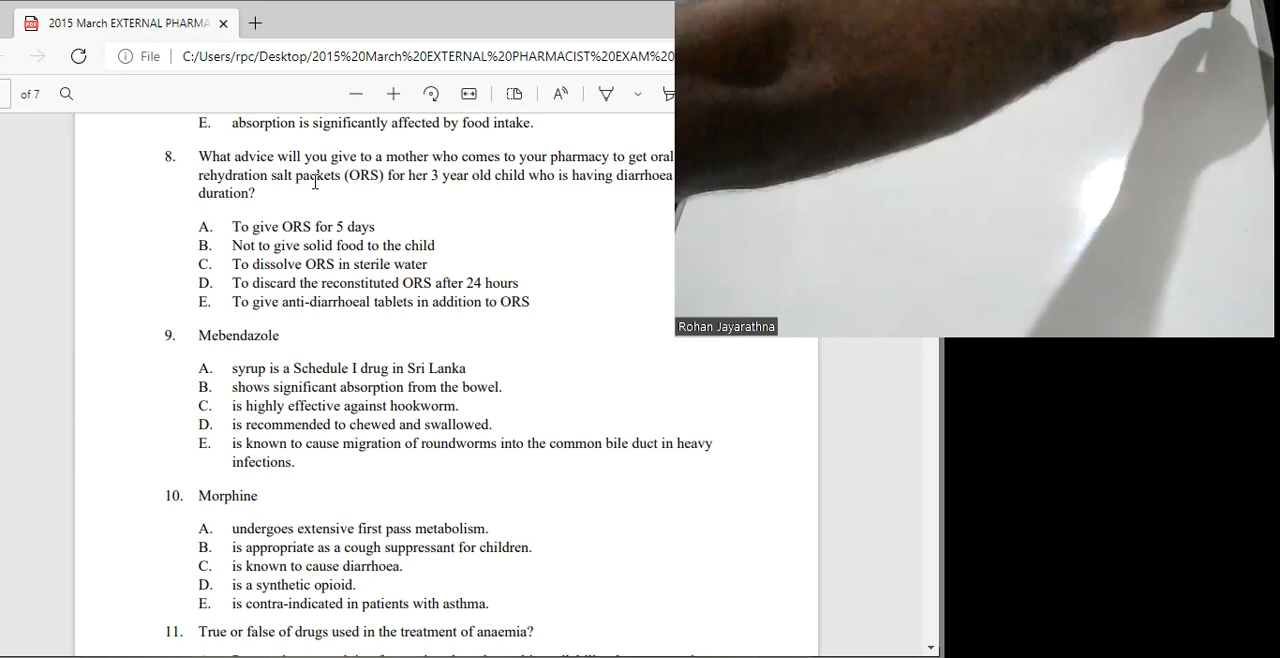 2015 March EXTERNAL PHARMA
File
C:/Users/rpc/Desktop/2015%20March%20EXTERNAL%20PHARMACIST%20EXAM%20
of 7
E. absorption is significantly affected by food intake.
8. What advice will you give to a mother who comes to your pharmacy to get oral
rehydration salt packets (ORS) for her 3 year old child who is having diarrhoea
duration?
A. To give ORS for 5 days
B. Not to give solid food to the child
C. To dissolve ORS in sterile water
D. To discard the reconstituted ORS after 24 hours
E. To give anti-diarrhoeal tablets in addition to ORS
9. Mebendazole
A. syrup is a Schedule I drug in Sri Lanka
B. shows significant absorption from the bowel.
C. is highly effective against hookworm.
D. is recommended to chewed and swallowed.
E. is known to cause migration of roundworms into the common bile duct in heavy
infections.
10. Morphine
A. undergoes extensive first pass metabolism.
B. is appropriate as a cough suppressant for children.
C. is known to cause diarrhoea.
D. is a synthetic opioid.
E. is contra-indicated in patients with asthma.
11. True or false of drugs used in the treatment of anaemia?
Rohan Jayarathna